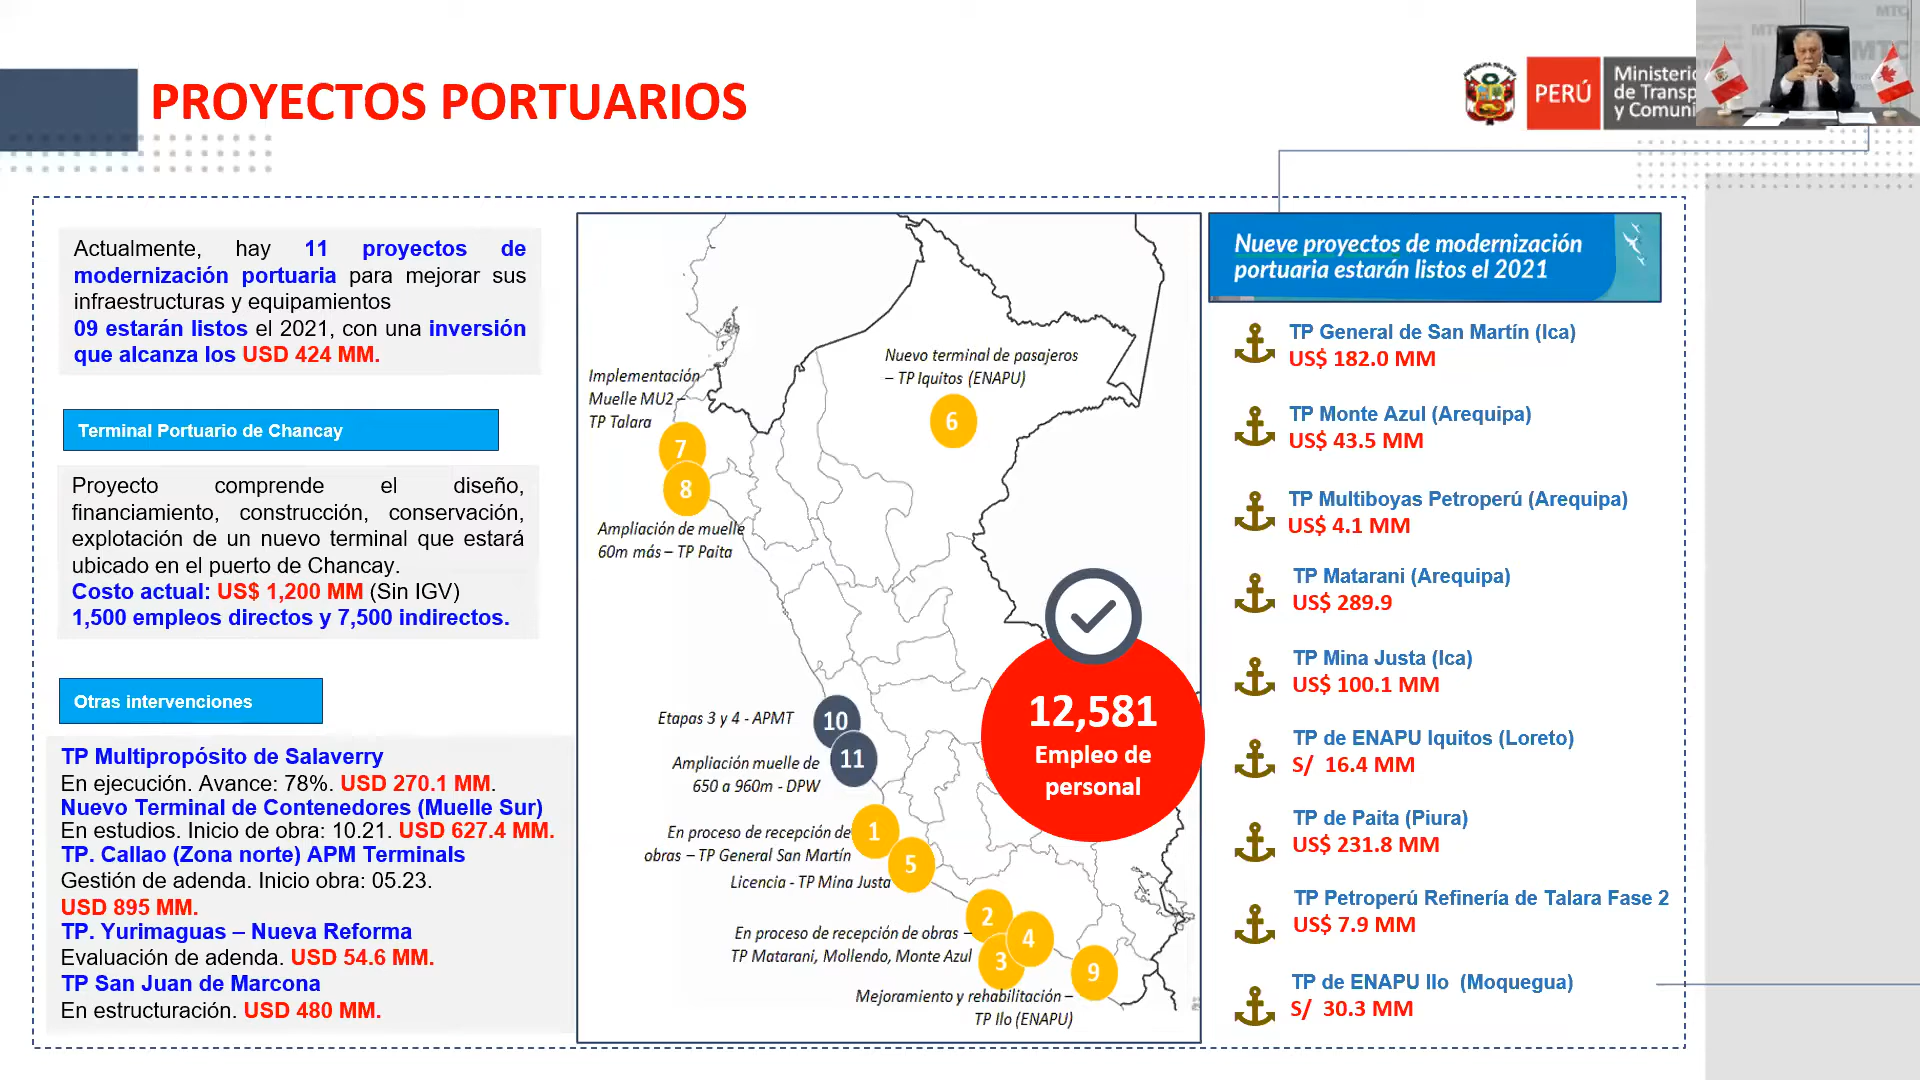 PROYECTOS PORTUARIOS
PERÚ
Ministerio
de Transp
y Comuni
MTC
Actualmente, hay 11 proyectos de
modernización portuaria para mejorar sus
infraestructuras y equipamientos
09 estarán listos el 2021, con una inversión
que alcanza los USD 424 MM.
Terminal Portuario de Chancay
Proyecto comprende el diseño,
financiamiento, construcción, conservación,
explotación de un nuevo terminal que estará
ubicado en el puerto de Chancay.
Costo actual: US$ 1,200 MM (Sin IGV)
1,500 empleos directos y 7,500 indirectos.
Otras intervenciones
TP Multipropósito de Salaverry
En ejecución. Avance: 78%. USD 270.1 MM.
Nuevo Terminal de Contenedores (Muelle Sur)
En estudios. Inicio de obra: 10.21. USD 627.4 MM.
TP. Callao (Zona norte) APM Terminals
Gestión de adenda. Inicio obra: 05.23.
USD 895 MM.
TP. Yurimaguas – Nueva Reforma
Evaluación de adenda. USD 54.6 MM.
TP San Juan de Marcona
En estructuración. USD 480 MM.
Nuevo terminal de pasajeros
– TP Iquitos (ENAPU)
6
Implementación
Muelle MU2 –
TP Talara
7
8
Ampliación de muelle
60m más – TP Paita
Etapas 3 y 4 - APMT
10
Ampliación muelle de
650 a 960m - DPW
11
En proceso de recepción de
obras – TP General San Martín
1
Licencia - TP Mina Justa
5
En proceso de recepción de obras –
TP Matarani, Mollendo, Monte Azul
2
4
3
9
Mejoramiento y rehabilitación –
TP Ilo (ENAPU)
12,581
Empleo de
personal
Nueve proyectos de modernización
portuaria estarán listos el 2021
TP General de San Martín (Ica)
US$ 182.0 MM
TP Monte Azul (Arequipa)
US$ 43.5 MM
TP Multiboyas Petroperú (Arequipa)
US$ 4.1 MM
TP Matarani (Arequipa)
US$ 289.9
TP Mina Justa (Ica)
US$ 100.1 MM
TP de ENAPU Iquitos (Loreto)
S/ 16.4 MM
TP de Paita (Piura)
US$ 231.8 MM
TP Petroperú Refinería de Talara Fase 2
US$ 7.9 MM
TP de ENAPU Ilo (Moquegua)
S/ 30.3 MM